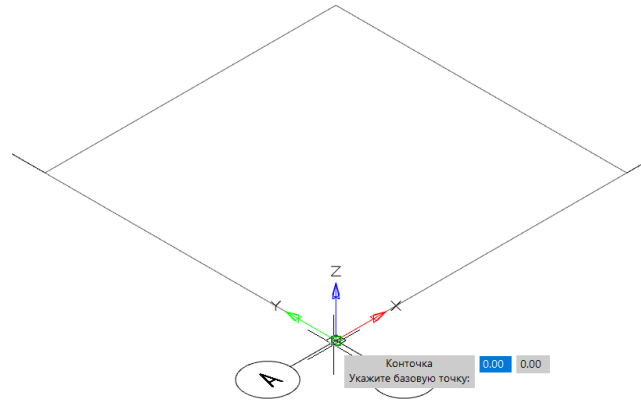 Z
Y X
Конточка 0.00 0.00
Укажите базовую точку:
А